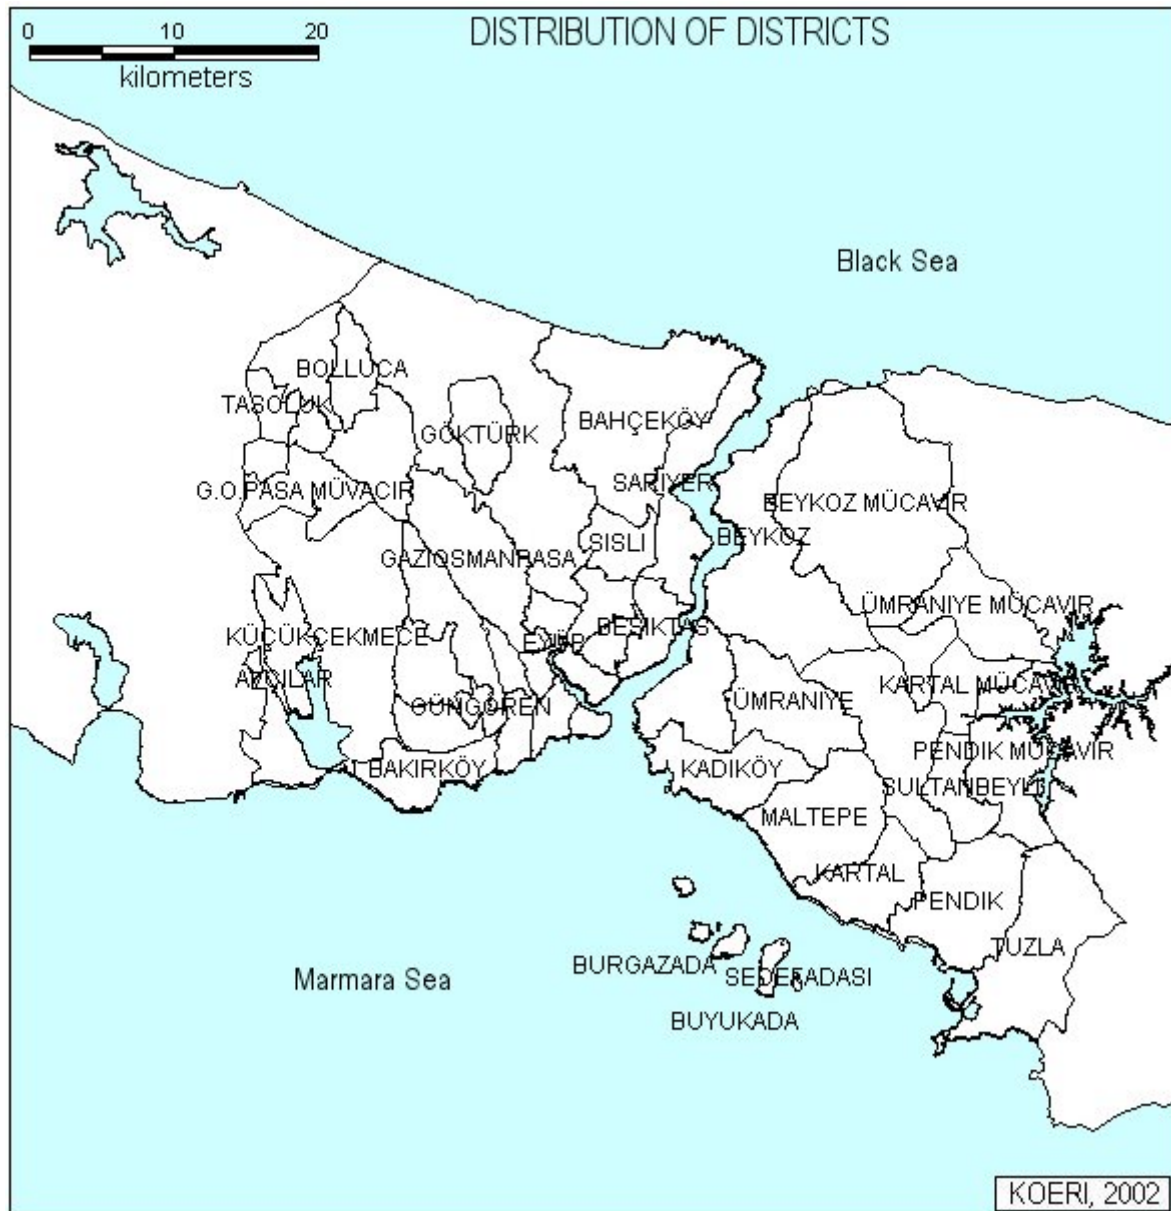 DISTRIBUTION OF DISTRICTS
0 10 20
kilometers
Black Sea
BOLLUCA
TASOLUK
BAHÇEKÖY
GÖKTÜRK
SARIYER
G.O.PASA MÜVACIR
BEYKOZ MÜCAVIR
BEYKOZ
SISLI
GAZIOSMANPASA
ÜMRANIYE MÜCAVIR
BESIKTAS
KÜÇÜKÇEKMECE
EYÜP
AVCILAR
KARTAL MÜCAVIR
ÜMRANIYE
GÜNGÖREN
PENDIK MÜCAVIR
BAKIRKÖY
KADIKÖY
SULTANBEYLI
MALTEPE
KARTAL
PENDIK
TUZLA
BURGAZADA
SEDEFADASI
Marmara Sea
BUYUKADA
KOERI, 2002